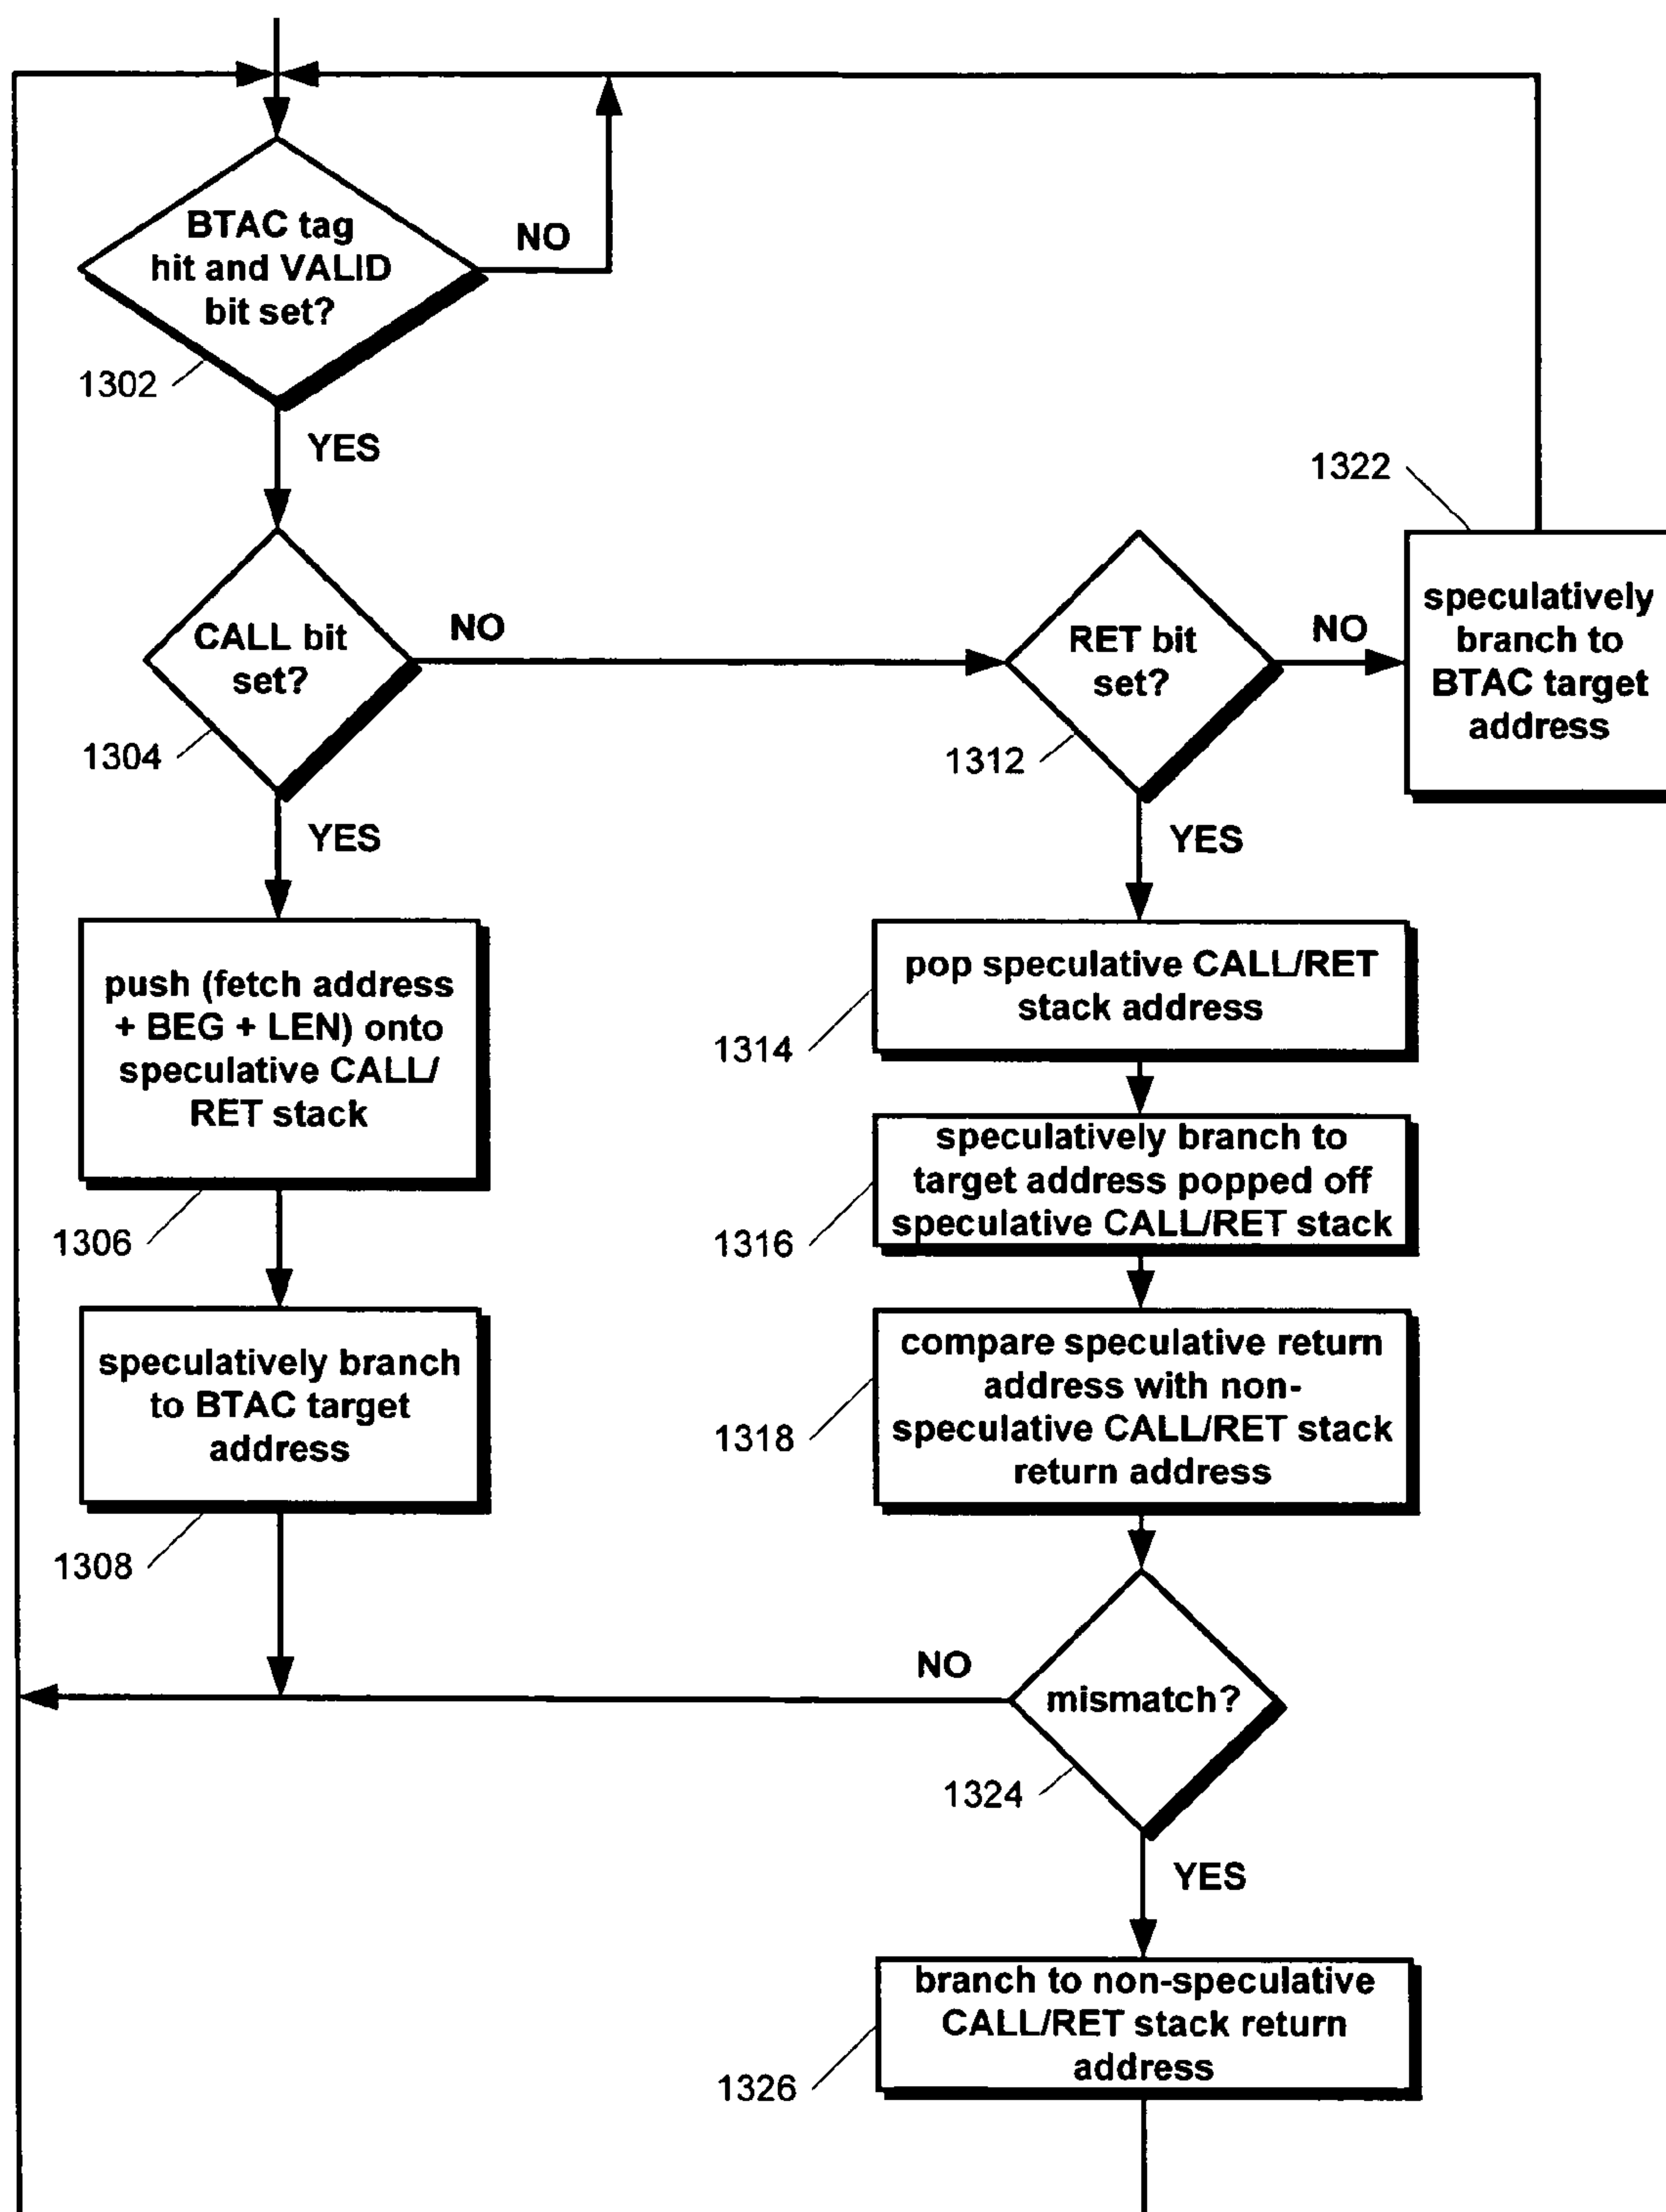 BTAC tag
hit and VALID
bit set?
NO
1302
YES
CALL bit
set?
NO
1304
YES
RET bit
set?
NO
1312
YES
1322
speculatively
branch to
BTAC target
address
push (fetch address
+ BEG + LEN) onto
speculative CALL/
RET stack
1306
speculatively branch
to BTAC target
address
1308
pop speculative CALL/RET
stack address
1314
speculatively branch to
target address popped off
speculative CALL/RET stack
1316
compare speculative return
address with non-
speculative CALL/RET stack
return address
1318
NO
mismatch?
1324
YES
branch to non-speculative
CALL/RET stack return
address
1326